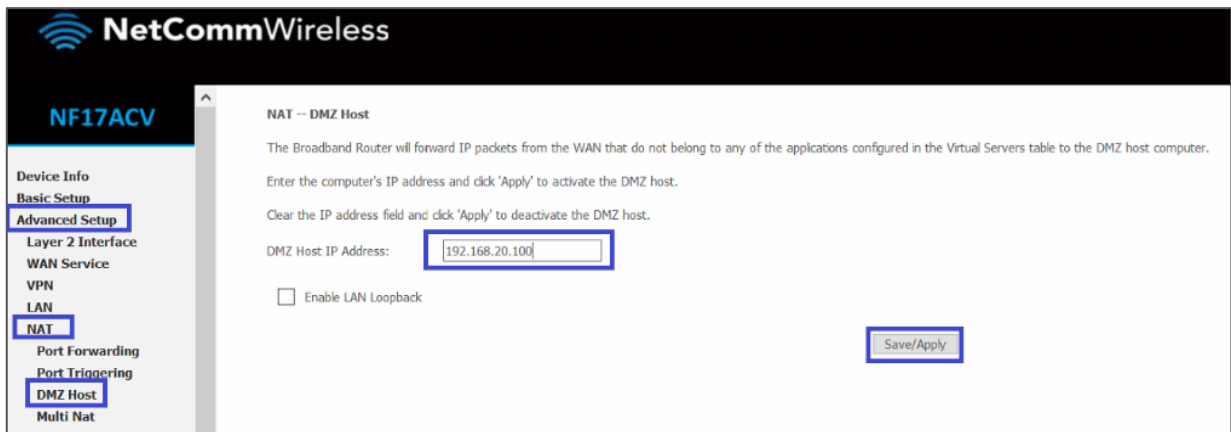 NetCommWireless
NF17ACV
Device Info
Basic Setup
Advanced Setup
Layer 2 Interface
WAN Service
VPN
LAN
NAT
Port Forwarding
Port Triggering
DMZ Host
Multi Nat
NAT -- DMZ Host
The Broadband Router will forward IP packets from the WAN that do not belong to any of the applications configured in the Virtual Servers table to the DMZ host computer.
Enter the computer's IP address and click 'Apply' to activate the DMZ host.
Clear the IP address field and click 'Apply' to deactivate the DMZ host.
DMZ Host IP Address: 192.168.20.100
Enable LAN Loopback
Save/Apply